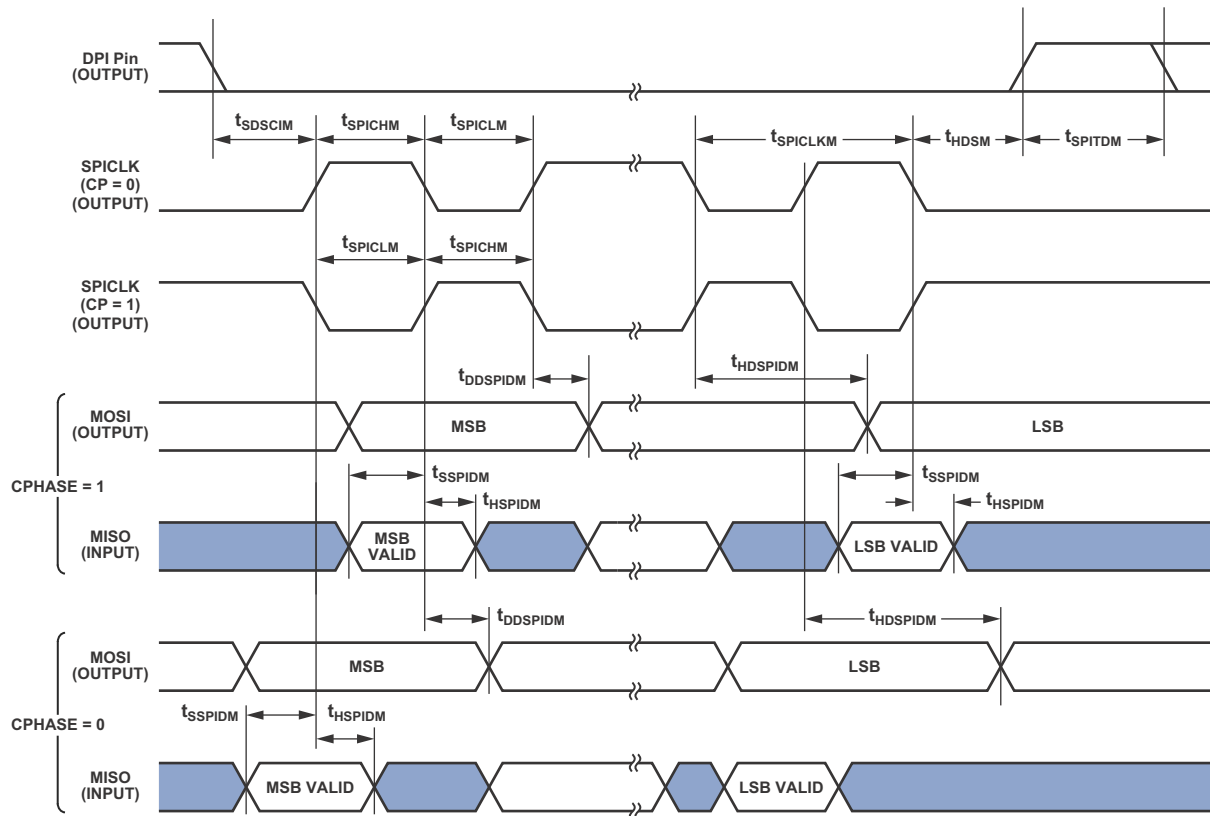 DPI Pin
(OUTPUT)
tSDSCIM
tSPICHM
tSPICLM
tSPICLKM
tHDSM
tSPITDM
SPICLK
(CP = 0)
(OUTPUT)
tSPICLM
tSPICHM
SPICLK
(CP = 1)
(OUTPUT)
tDDSPIDM
tHDSPIDM
CPHASE = 1
MOSI
(OUTPUT)
MSB
LSB
tSSPIDM
tHSPIDM
tSSPIDM
tHSPIDM
MISO
(INPUT)
MSB
VALID
LSB VALID
tDDSPIDM
tHDSPIDM
CPHASE = 0
MOSI
(OUTPUT)
MSB
LSB
tSSPIDM
tHSPIDM
MISO
(INPUT)
MSB VALID
LSB VALID